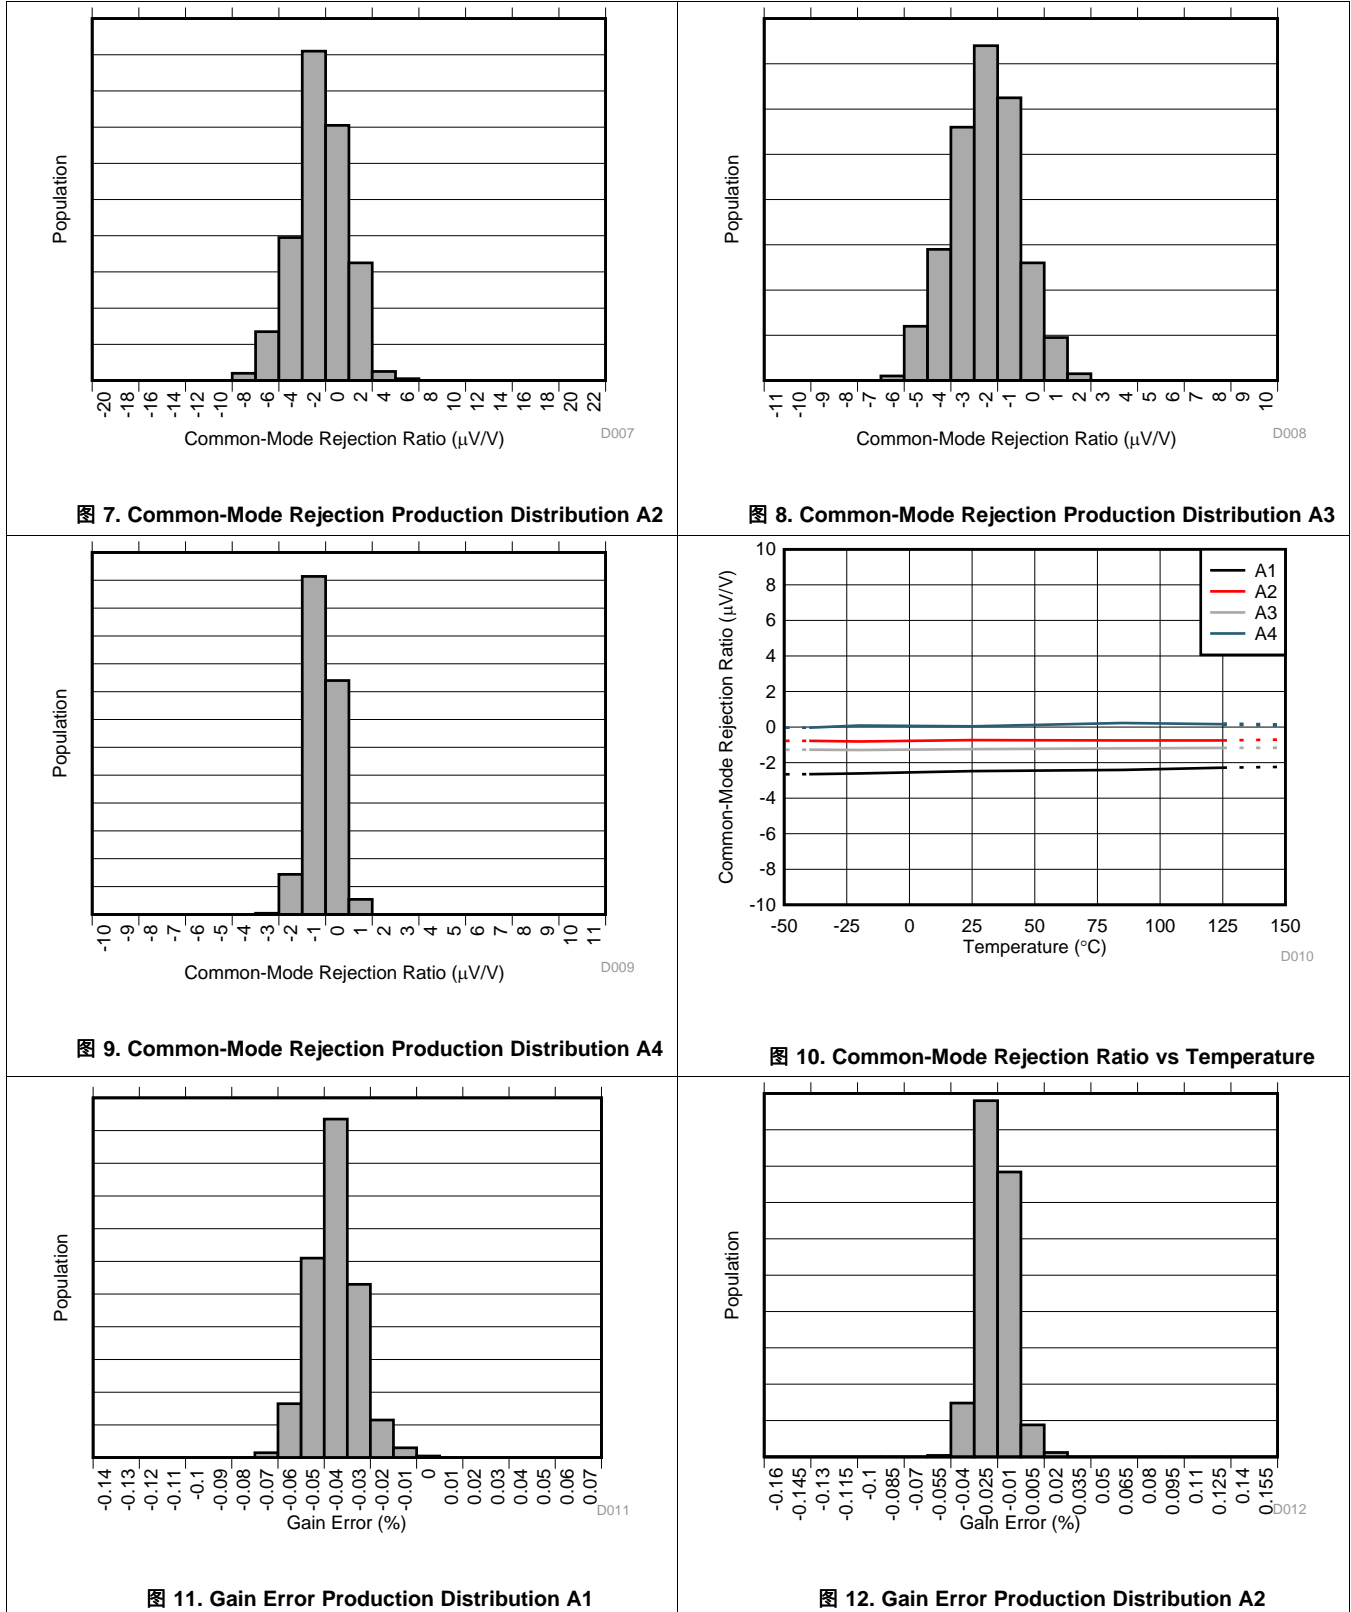 Population
-20 -18 -16 -14 -12 -10 -8 -6 -4 -2 0 2 4 6 8 10 12 14 16 18 20 22
Common-Mode Rejection Ratio (μV/V)
D007
图 7. Common-Mode Rejection Production Distribution A2
Population
-11 -10 -9 -8 -7 -6 -5 -4 -3 -2 -1 0 1 2 3 4 5 6 7 8 9 10
Common-Mode Rejection Ratio (μV/V)
D008
图 8. Common-Mode Rejection Production Distribution A3
Population
-10 -9 -8 -7 -6 -5 -4 -3 -2 -1 0 1 2 3 4 5 6 7 8 9 10 11
Common-Mode Rejection Ratio (μV/V)
D009
图 9. Common-Mode Rejection Production Distribution A4
Common-Mode Rejection Ratio (μV/V)
10
8
6
4
2
0
-2
-4
-6
-8
-10
A1
A2
A3
A4
-50 -25 0 25 50 75 100 125 150
Temperature (°C)
D010
图 10. Common-Mode Rejection Ratio vs Temperature
Population
-0.14 -0.13 -0.12 -0.11 -0.1 -0.09 -0.08 -0.07 -0.06 -0.05 -0.04 -0.03 -0.02 -0.01 0 0.01 0.02 0.03 0.04 0.05 0.06 0.07
Gain Error (%)
D011
图 11. Gain Error Production Distribution A1
Population
-0.16 -0.145 -0.13 -0.115 -0.1 -0.085 -0.07 -0.055 -0.04 -0.025 -0.01 0.005 0.02 0.035 0.05 0.065 0.08 0.095 0.11 0.125 0.14 0.155
Gain Error (%)
D012
图 12. Gain Error Production Distribution A2